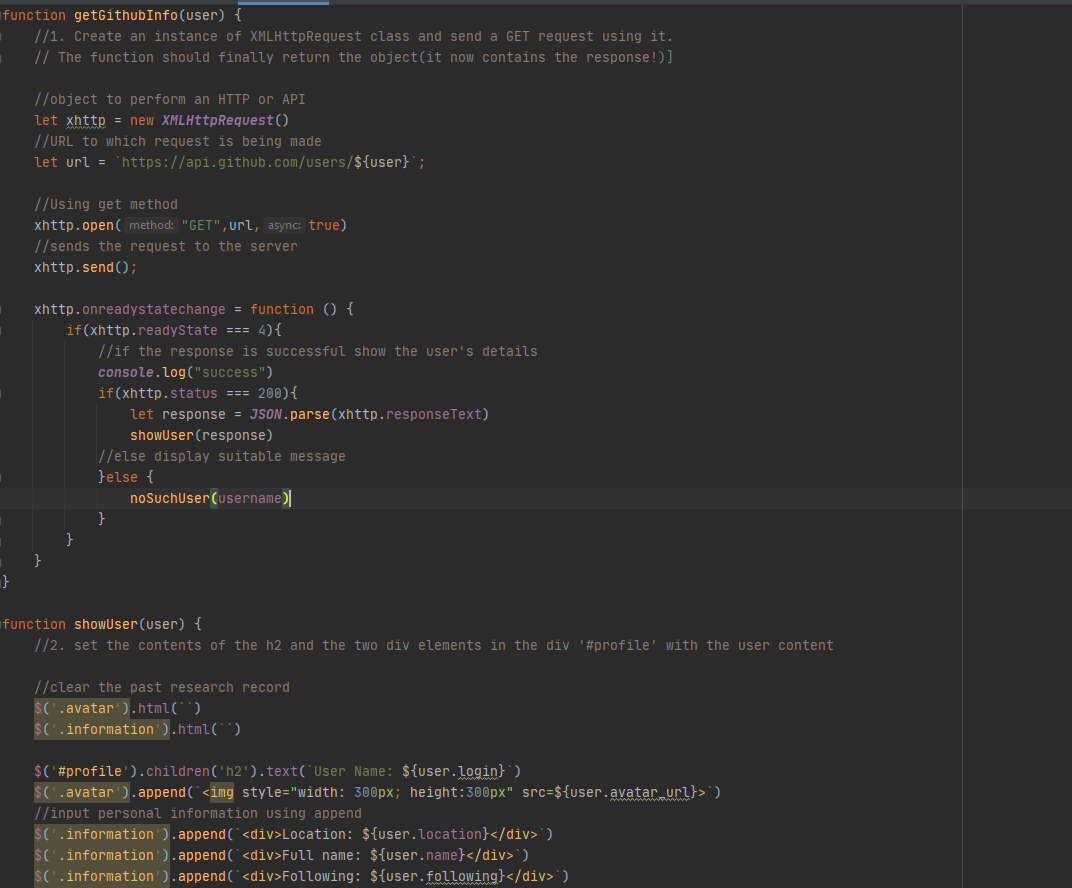 function getGithubInfo(user) {
//1. Create an instance of XMLHttpRequest class and send a GET request using it.
// The function should finally return the object(it now contains the response!)]
//object to perform an HTTP or API
let xhttp = new XMLHttpRequest()
//URL to which request is being made
let url = `https://api.github.com/users/${user}`;
//Using get method
xhttp.open( method: "GET",url, async: true)
//sends the request to the server
xhttp.send();
xhttp.onreadystatechange = function () {
if(xhttp.readyState === 4){
//if the response is successful show the user's details
console.log("success")
if(xhttp.status === 200){
let response = JSON.parse(xhttp.responseText)
showUser(response)
//else display suitable message
}else {
noSuchUser(username)
}
}
}
}
function showUser(user) {
//2. set the contents of the h2 and the two div elements in the div '#profile' with the user content
//clear the past research record
$('.avatar').html(``)
$('.information').html(``)
$('#profile').children('h2').text(`User Name: ${user.login}`)
$('.avatar').append(`<img style="width: 300px; height:300px" src=${user.avatar_url}>`)
//input personal information using append
$('.information').append(`<div>Location: ${user.location}</div>`)
$('.information').append(`<div>Full name: ${user.name}</div>`)
$('.information').append(`<div>Following: ${user.following}</div>`)